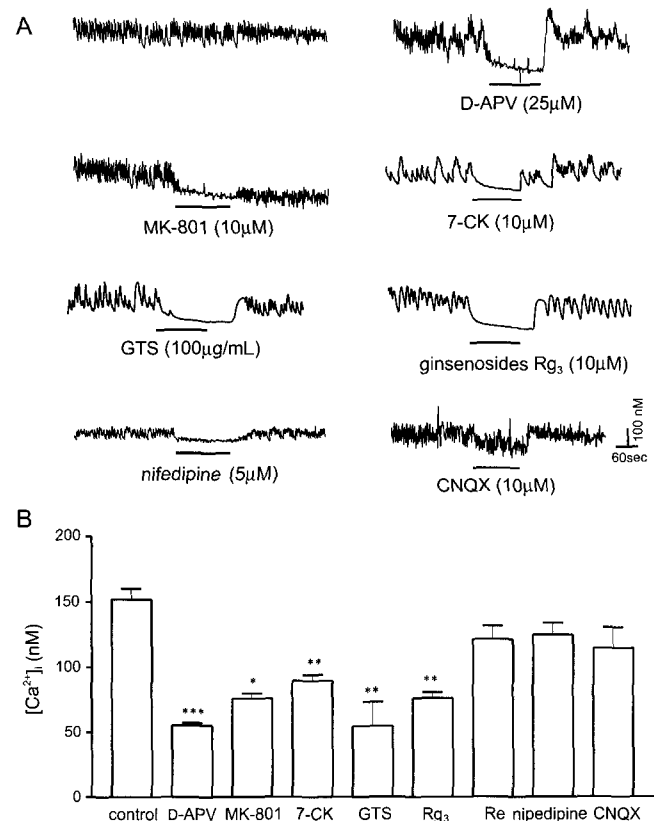 A
D-APV (25μM)
MK-801 (10μM)
7-CK (10μM)
GTS (100μg/mL)
ginsenosides Rg3 (10μM)
100 nM
60sec
nifedipine (5μM)
CNQX (10μM)
B
200
150
100
50
0
[Ca2+]i (nM)
***
*
**
**
**
control D-APV MK-801 7-CK GTS Rg3 Re nipedipine CNQX